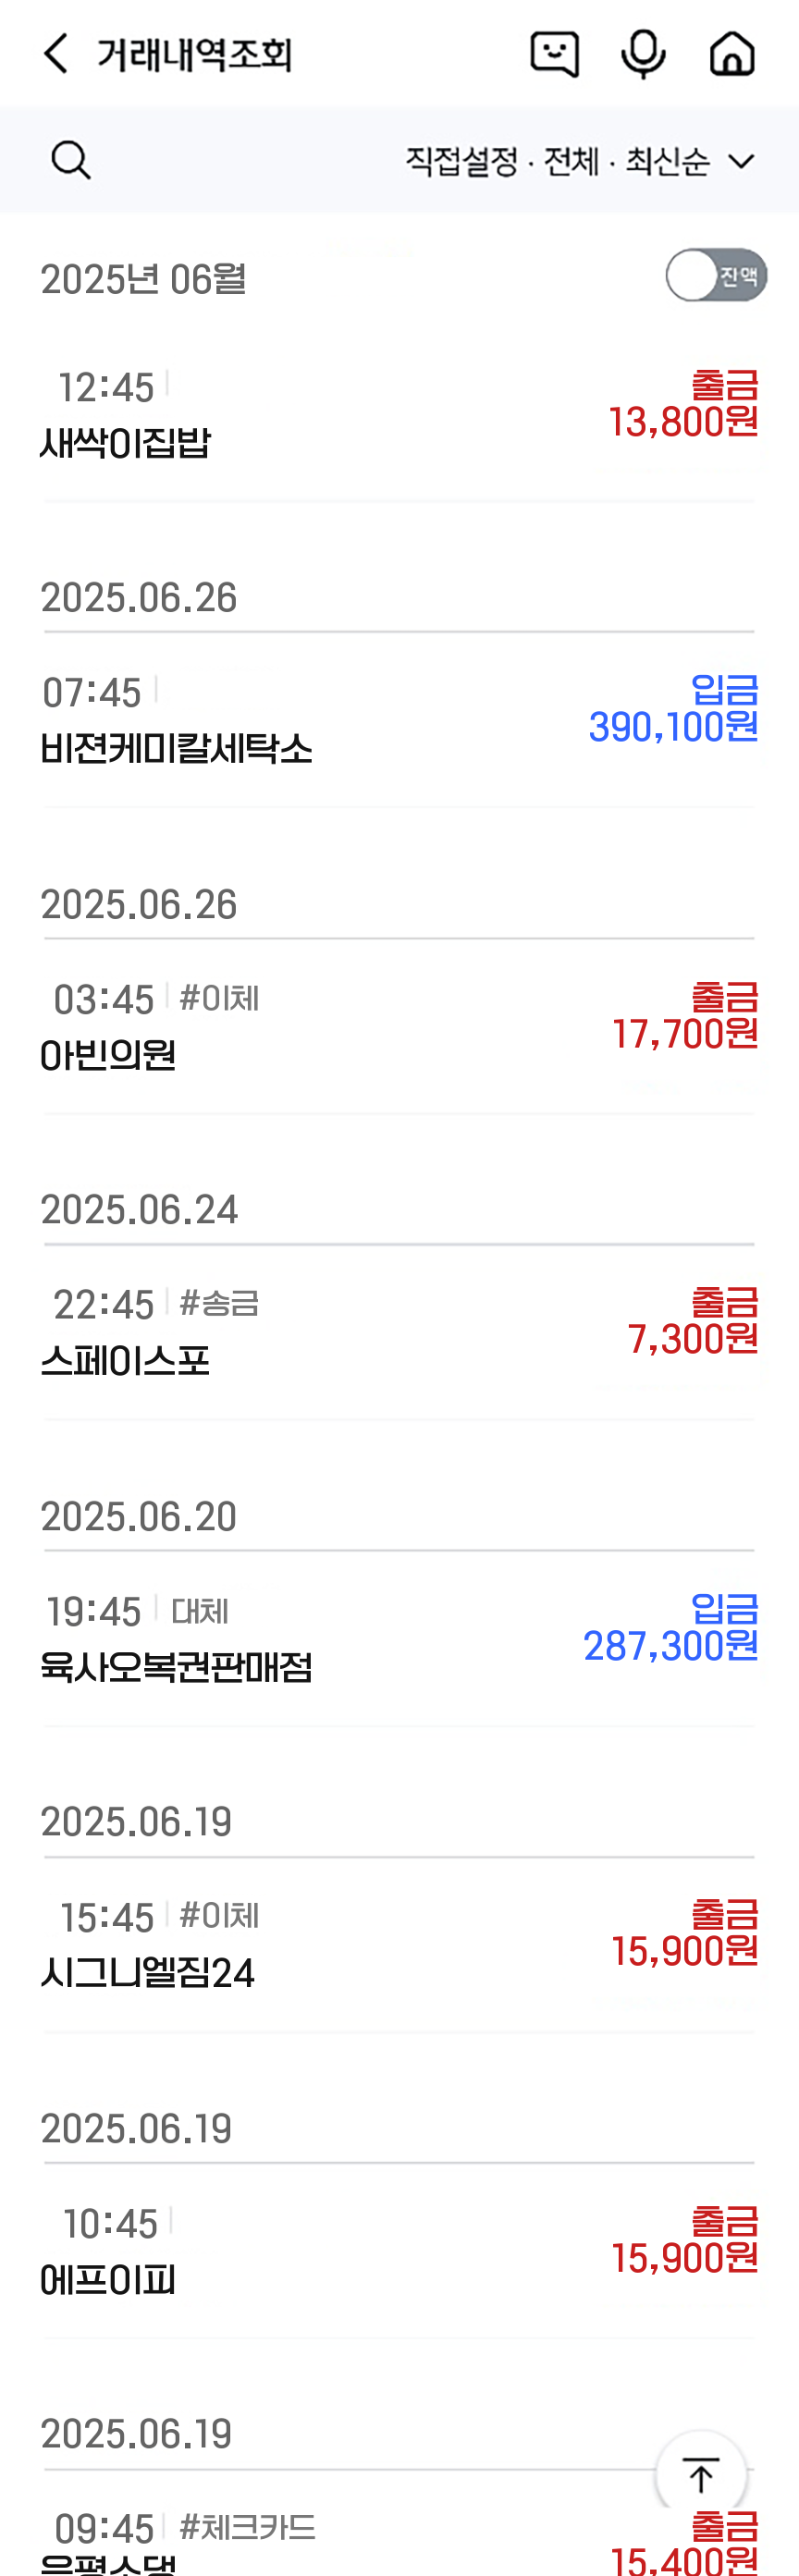 거래내역조회
직접설정 · 전체 · 최신순
2025년 06월
잔액
12:45
출금
13,800원
새싹이집밥
2025.06.26
07:45
입금
390,100원
비젼케미칼세탁소
2025.06.26
03:45 #이체
출금
17,700원
아빈의원
2025.06.24
22:45 #송금
출금
7,300원
스페이스포
2025.06.20
19:45 대체
입금
287,300원
육사오복권판매점
2025.06.19
15:45 #이체
출금
15,900원
시그니엘짐24
2025.06.19
10:45
출금
15,900원
에프이피
2025.06.19
09:45 #체크카드
출금
15,400원